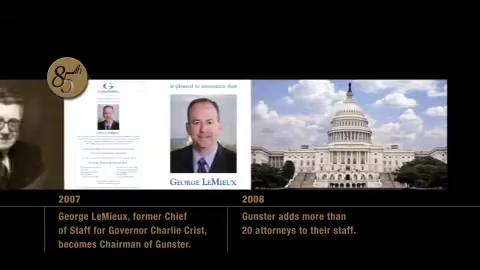 85th
G
is pleased to announce that
GEORGE LEMIEUX
2007
George LeMieux, former Chief
of Staff for Governor Charlie Crist,
becomes Chairman of Gunster.
2008
Gunster adds more than
20 attorneys to their staff.